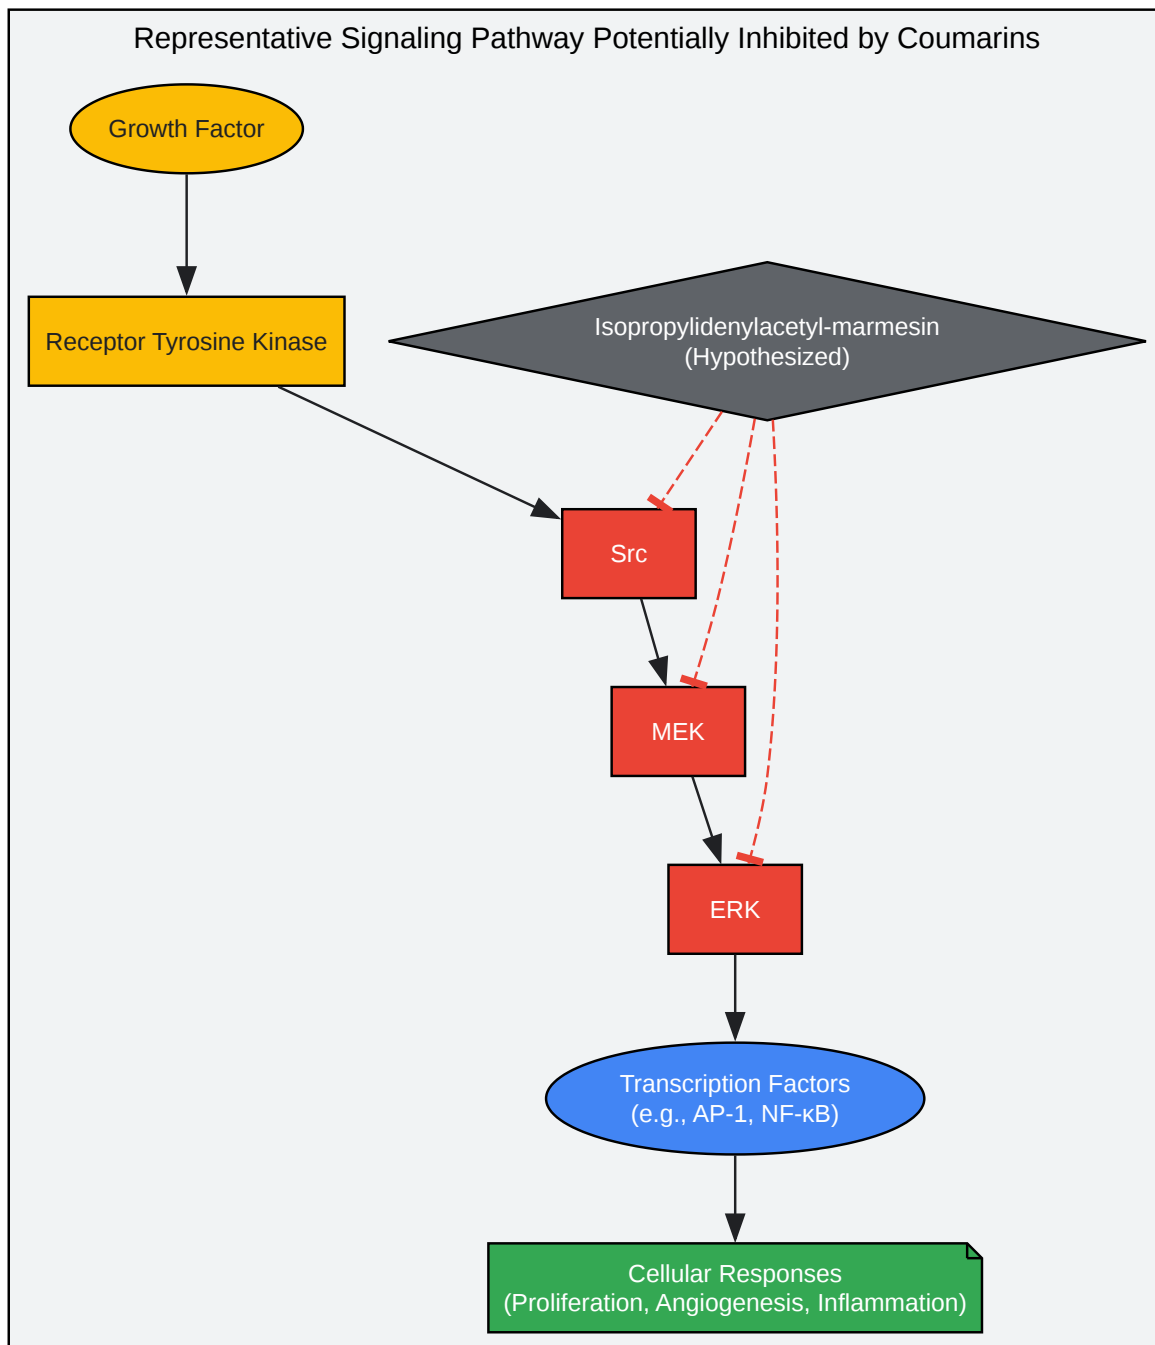 Representative Signaling Pathway Potentially Inhibited by Coumarins
Growth Factor
Receptor Tyrosine Kinase
Isopropylidenylacetyl-marmesin
(Hypothesized)
Src
MEK
ERK
Transcription Factors
(e.g., AP-1, NF-κB)
Cellular Responses
(Proliferation, Angiogenesis, Inflammation)